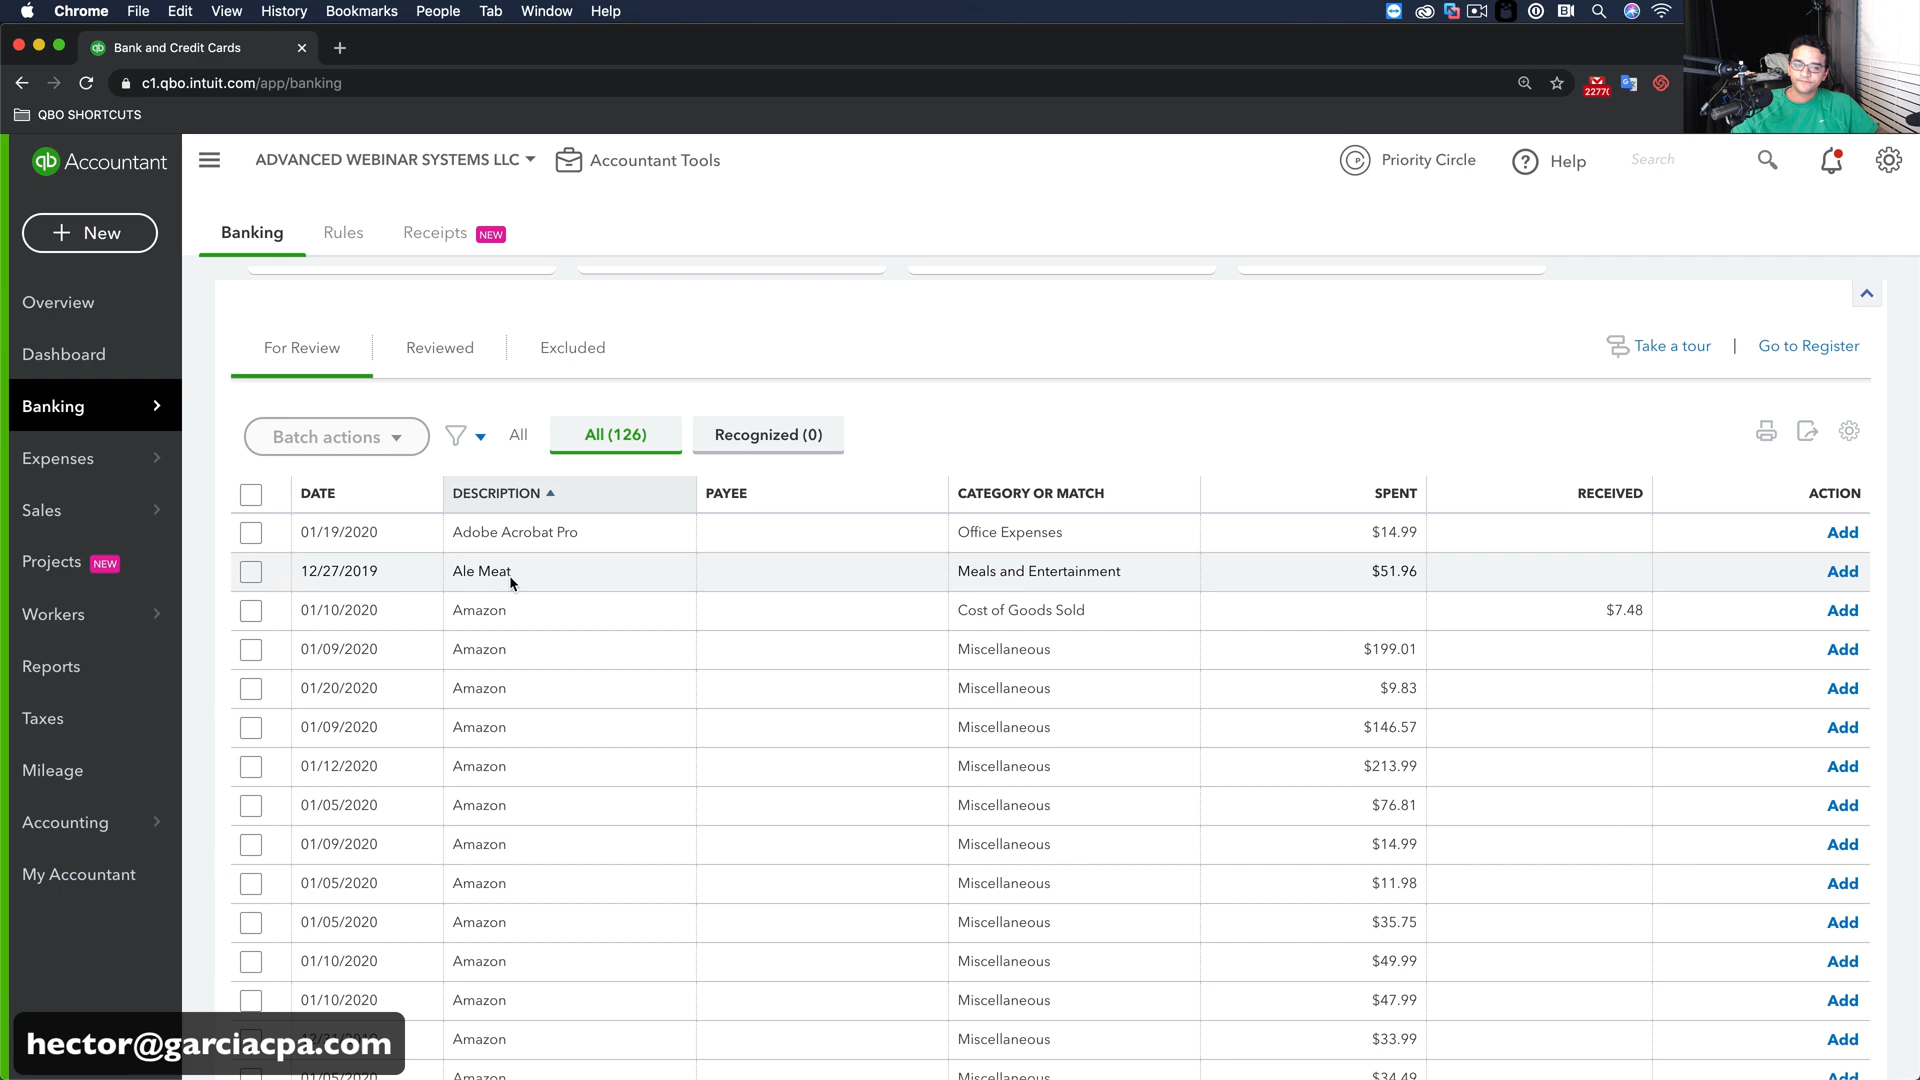 Chrome File Edit View History Bookmarks People Tab Window Help
Bank and Credit Cards
c1.qbo.intuit.com/app/banking
QBO SHORTCUTS
qb Accountant
ADVANCED WEBINAR SYSTEMS LLC
Accountant Tools
Priority Circle
Help
Search
+ New
Banking Rules Receipts NEW
Overview
Dashboard
Banking
Expenses
Sales
Projects NEW
Workers
Reports
Taxes
Mileage
Accounting
My Accountant
For Review Reviewed Excluded
Take a tour | Go to Register
Batch actions All All (126) Recognized (0)
DATE DESCRIPTION PAYEE CATEGORY OR MATCH SPENT RECEIVED ACTION
01/19/2020 Adobe Acrobat Pro Office Expenses $14.99 Add
12/27/2019 Ale Meat Meals and Entertainment $51.96 Add
01/10/2020 Amazon Cost of Goods Sold $7.48 Add
01/09/2020 Amazon Miscellaneous $199.01 Add
01/20/2020 Amazon Miscellaneous $9.83 Add
01/09/2020 Amazon Miscellaneous $146.57 Add
01/12/2020 Amazon Miscellaneous $213.99 Add
01/05/2020 Amazon Miscellaneous $76.81 Add
01/09/2020 Amazon Miscellaneous $14.99 Add
01/05/2020 Amazon Miscellaneous $11.98 Add
01/05/2020 Amazon Miscellaneous $35.75 Add
01/10/2020 Amazon Miscellaneous $49.99 Add
01/10/2020 Amazon Miscellaneous $47.99 Add
Amazon Miscellaneous $33.99 Add
01/05/2020 Amazon Miscellaneous $34.49 Add
hector@garciacpa.com